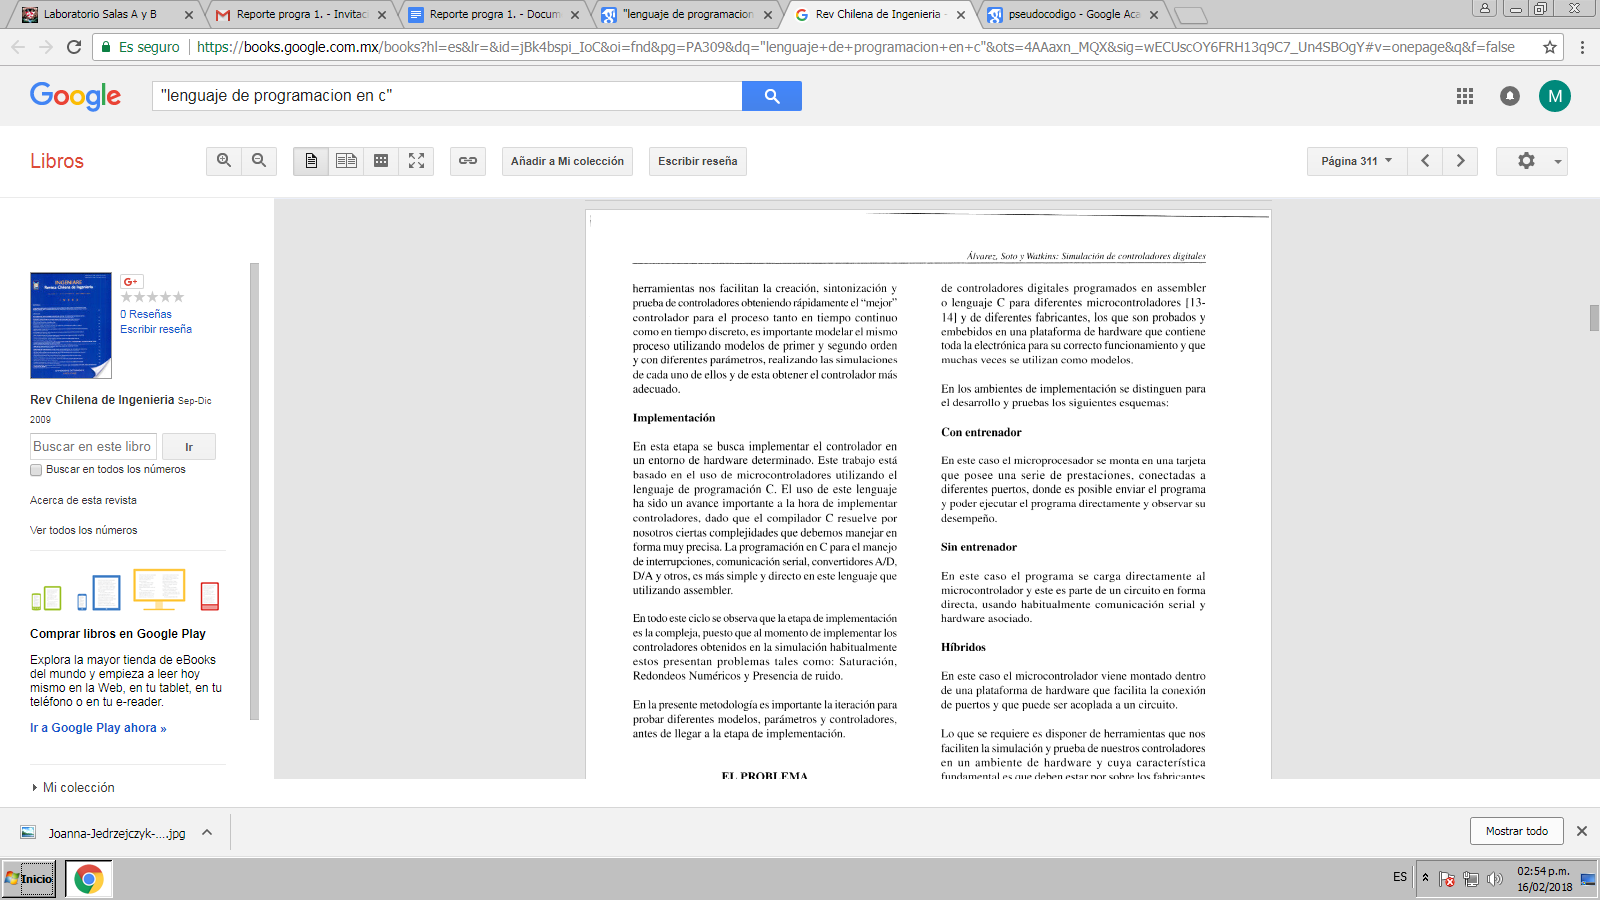 Laboratorio Salas A y B
Reporte progra 1. - Invitac
Reporte progra 1. - Docum
"lenguaje de programacion
Rev Chilena de Ingenieria -
pseudocodigo - Google Aca
Es seguro
https://books.google.com.mx/books?hl=es&lr=&id=jBk4bspi_IoC&oi=fnd&pg=PA309&dq="lenguaje+de+programacion+en+c"&ots=4AAaxn_MQX&sig=wECUscOY6FRH13q9C7_Un4SBOgY#v=onepage&q&f=false
Google
"lenguaje de programacion en c"
M
Libros
Añadir a Mi colección
Escribir reseña
Página 311
INGENIARE
Revista Chilena de Ingeniería
G+
0 Reseñas
Escribir reseña
Rev Chilena de Ingenieria Sep-Dic
2009
Buscar en este libro
Ir
Buscar en todos los números
Acerca de esta revista
Ver todos los números
Comprar libros en Google Play
Explora la mayor tienda de eBooks
del mundo y empieza a leer hoy
mismo en la Web, en tu tablet, en tu
teléfono o en tu e-reader.
Ir a Google Play ahora »
Mi colección
Álvarez, Soto y Watkins: Simulación de controladores digitales
herramientas nos facilitan la creación, sintonización y
prueba de controladores obteniendo rápidamente el “mejor”
controlador para el proceso tanto en tiempo continuo
como en tiempo discreto, es importante modelar el mismo
proceso utilizando modelos de primer y segundo orden
y con diferentes parámetros, realizando las simulaciones
de cada uno de ellos y de esta obtener el controlador más
adecuado.
Implementación
En esta etapa se busca implementar el controlador en
un entorno de hardware determinado. Este trabajo está
basado en el uso de microcontroladores utilizando el
lenguaje de programación C. El uso de este lenguaje
ha sido un avance importante a la hora de implementar
controladores, dado que el compilador C resuelve por
nosotros ciertas complejidades que debemos manejar en
forma muy precisa. La programación en C para el manejo
de interrupciones, comunicación serial, convertidores A/D,
D/A y otros, es más simple y directo en este lenguaje que
utilizando assembler.
En todo este ciclo se observa que la etapa de implementación
es la compleja, puesto que al momento de implementar los
controladores obtenidos en la simulación habitualmente
estos presentan problemas tales como: Saturación,
Redondeos Numéricos y Presencia de ruido.
En la presente metodología es importante la iteración para
probar diferentes modelos, parámetros y controladores,
antes de llegar a la etapa de implementación.
EL PROBLEMA
de controladores digitales programados en assembler
o lenguaje C para diferentes microcontroladores [13-
14] y de diferentes fabricantes, los que son probados y
embebidos en una plataforma de hardware que contiene
toda la electrónica para su correcto funcionamiento y que
muchas veces se utilizan como modelos.
En los ambientes de implementación se distinguen para
el desarrollo y pruebas los siguientes esquemas:
Con entrenador
En este caso el microprocesador se monta en una tarjeta
que posee una serie de prestaciones, conectadas a
diferentes puertos, donde es posible enviar el programa
y poder ejecutar el programa directamente y observar su
desempeño.
Sin entrenador
En este caso el programa se carga directamente al
microcontrolador y este es parte de un circuito en forma
directa, usando habitualmente comunicación serial y
hardware asociado.
Híbridos
En este caso el microcontrolador viene montado dentro
de una plataforma de hardware que facilita la conexión
de puertos y que puede ser acoplada a un circuito.
Lo que se requiere es disponer de herramientas que nos
faciliten la simulación y prueba de nuestros controladores
en un ambiente de hardware y cuya característica
fundamental es que deben estar por sobre los fabricantes
Joanna-Jedrzejczyk-....jpg
Mostrar todo
Inicio
ES
02:54 p.m.
16/02/2018